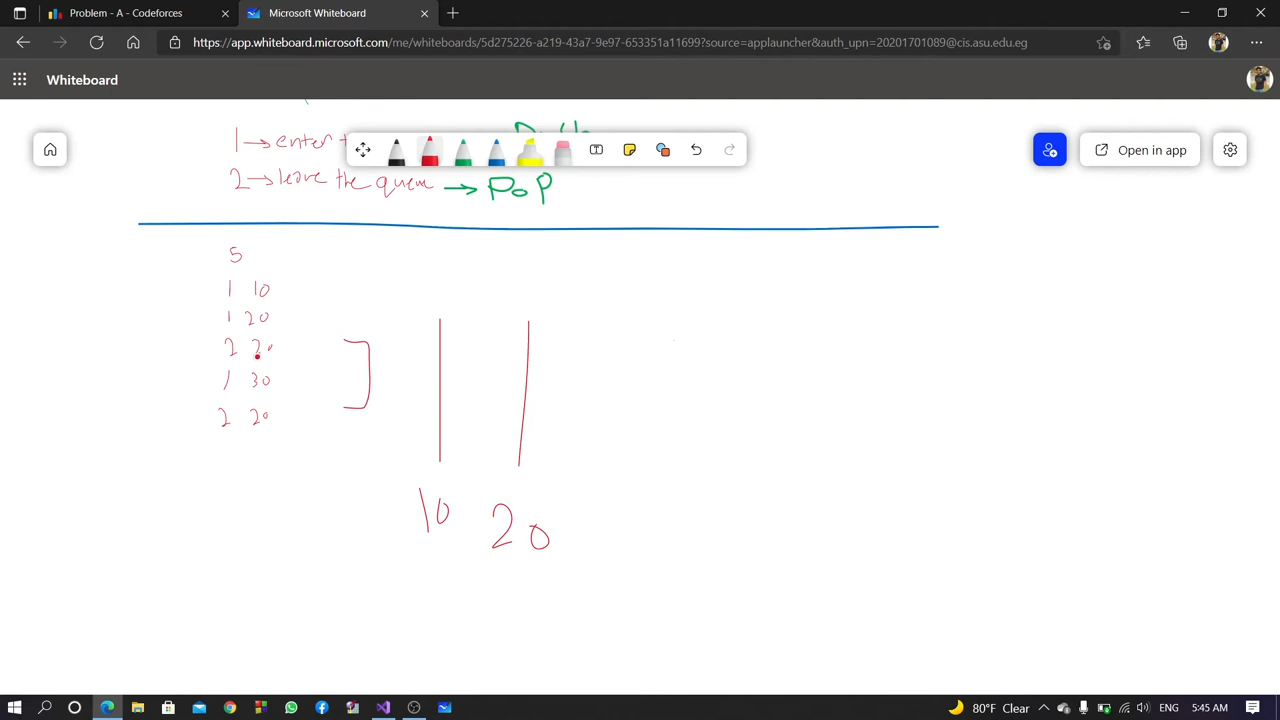 Problem - A - Codeforces
Microsoft Whiteboard
https://app.whiteboard.microsoft.com/me/whiteboards/5d275226-a219-43a7-9e97-653351a11699?source=applauncher&auth_upn=20201701089@cis.asu.edu.eg
Whiteboard
Open in app
1 → enter
2 → leave the queue → PoP
5
1 10
1 20
2 20
1 30
2 20
10 20
80°F Clear
ENG
5:45 AM